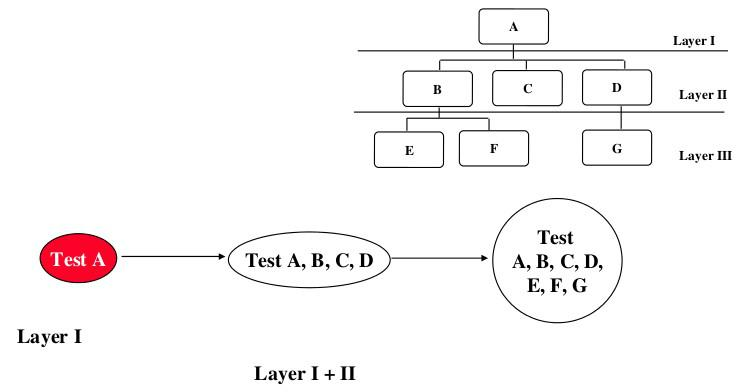 A
Layer I
B
C
D
Layer II
E
F
G
Layer III
Test A
Test A, B, C, D
Test
A, B, C, D,
E, F, G
Layer I
Layer I + II